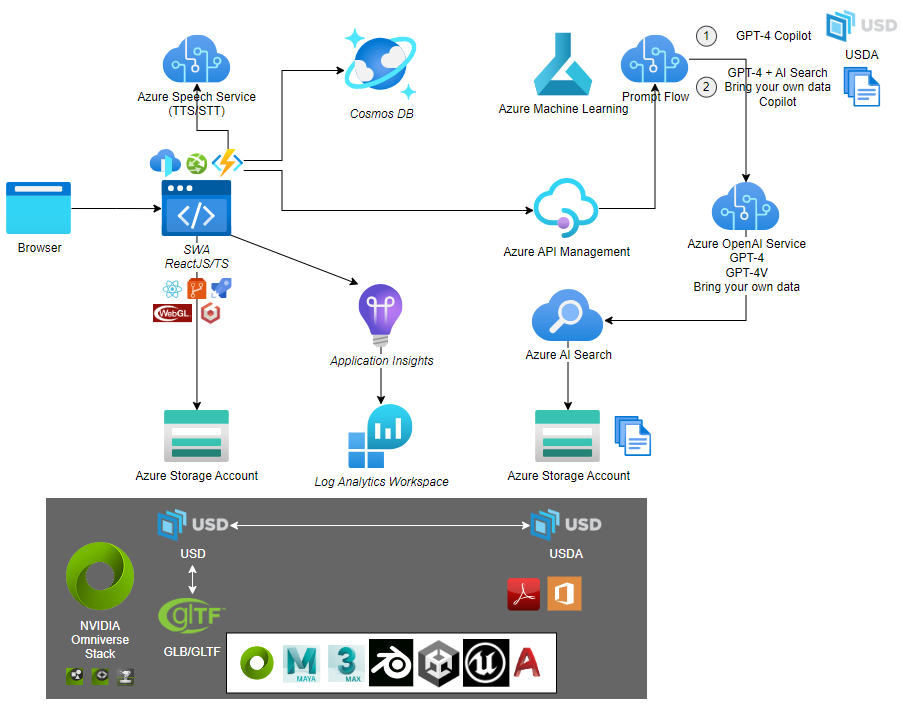 1
GPT-4 Copilot
USD
USDA
2
GPT-4 + AI Search
Bring your own data
Copilot
Azure Speech Service
(TTS/STT)
Cosmos DB
Azure Machine Learning
Prompt Flow
Browser
SWA
ReactJS/TS
WebGL
Azure API Management
Azure OpenAI Service
GPT-4
GPT-4V
Bring your own data
Application Insights
Azure AI Search
Azure Storage Account
Log Analytics Workspace
Azure Storage Account
USD
USD
USD
USDA
NVIDIA
Omniverse
Stack
glTF
GLB/GLTF
M
MAYA
3
MAX
A